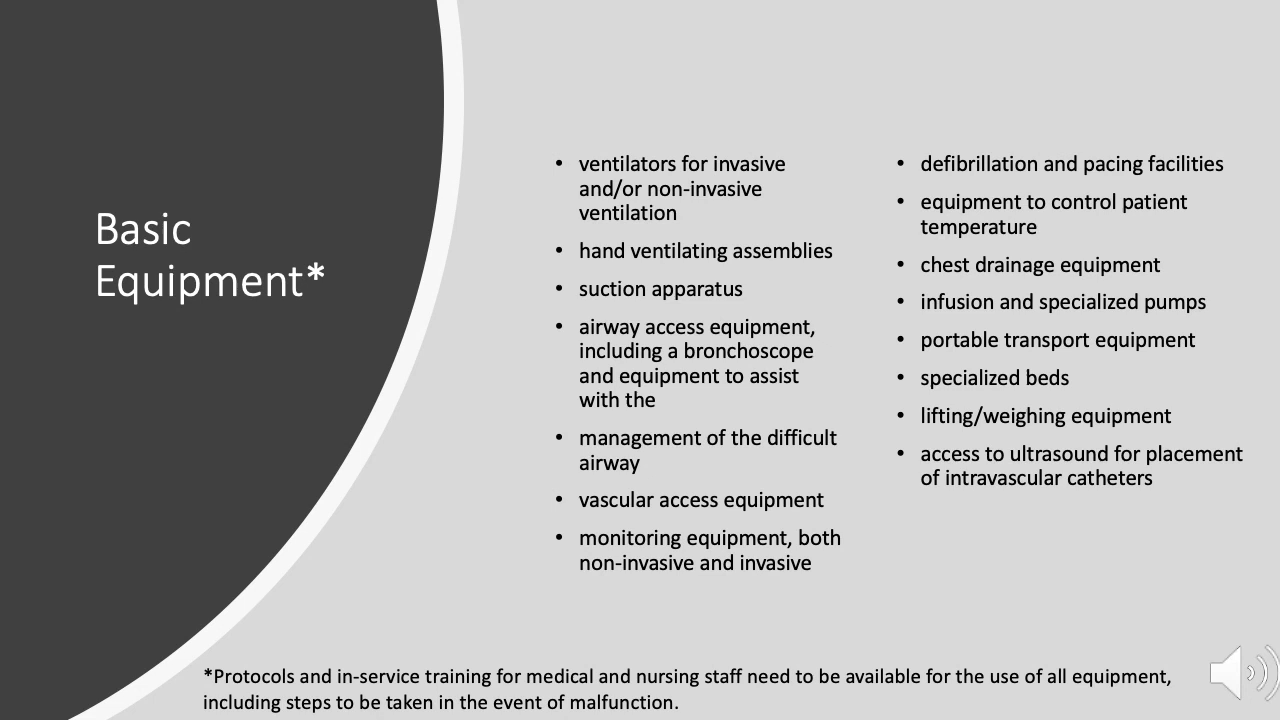 Basic
Equipment*
• ventilators for invasive
and/or non-invasive
ventilation
• hand ventilating assemblies
• suction apparatus
• airway access equipment,
including a bronchoscope
and equipment to assist
with the
• management of the difficult
airway
• vascular access equipment
• monitoring equipment, both
non-invasive and invasive
• defibrillation and pacing facilities
• equipment to control patient
temperature
• chest drainage equipment
• infusion and specialized pumps
• portable transport equipment
• specialized beds
• lifting/weighing equipment
• access to ultrasound for placement
of intravascular catheters
*Protocols and in-service training for medical and nursing staff need to be available for the use of all equipment,
including steps to be taken in the event of malfunction.